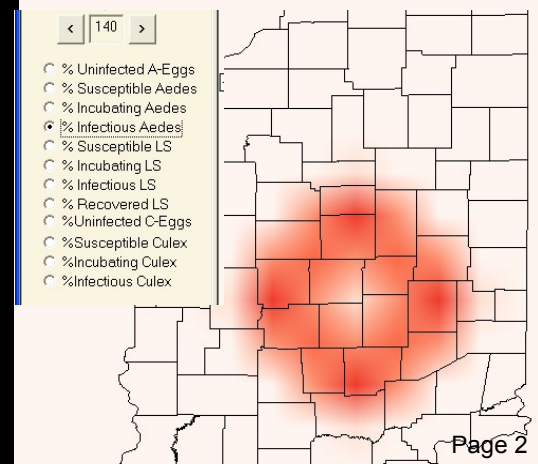 < 140 >
% Uninfected A-Eggs
% Susceptible Aedes
% Incubating Aedes
% Infectious Aedes
% Susceptible LS
% Incubating LS
% Infectious LS
% Recovered LS
%Uninfected C-Eggs
%Susceptible Culex
%Incubating Culex
%Infectious Culex
Page 2